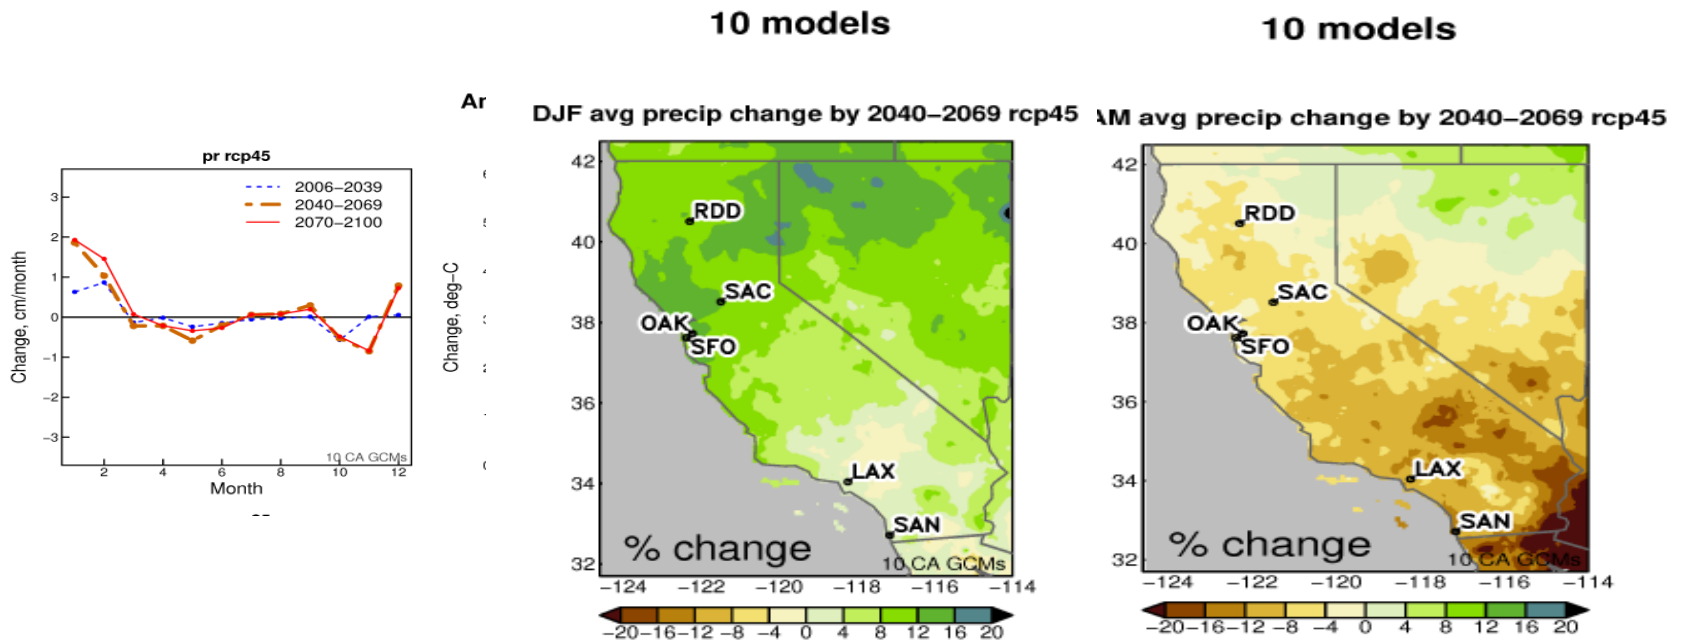 10 models
10 models
Ar
DJF avg precip change by 2040-2069 rcp45
AM avg precip change by 2040-2069 rcp45
pr rcp45
2006-2039
2040-2069
2070-2100
Change, cm/month
3
2
1
0
-1
-2
-3
10 CA GCMs
2 4 6 8 10 12
Month
Change, deg-C
42
40
38
36
34
32
RDD
SAC
OAK
SFO
LAX
SAN
% change
10 CA GCMs
-124 -122 -120 -118 -116 -114
-20 -16 -12 -8 -4 0 4 8 12 16 20
42
40
38
36
34
32
RDD
SAC
OAK
SFO
LAX
SAN
% change
10 CA GCMs
-124 -122 -120 -118 -116 -114
-20 -16 -12 -8 -4 0 4 8 12 16 20